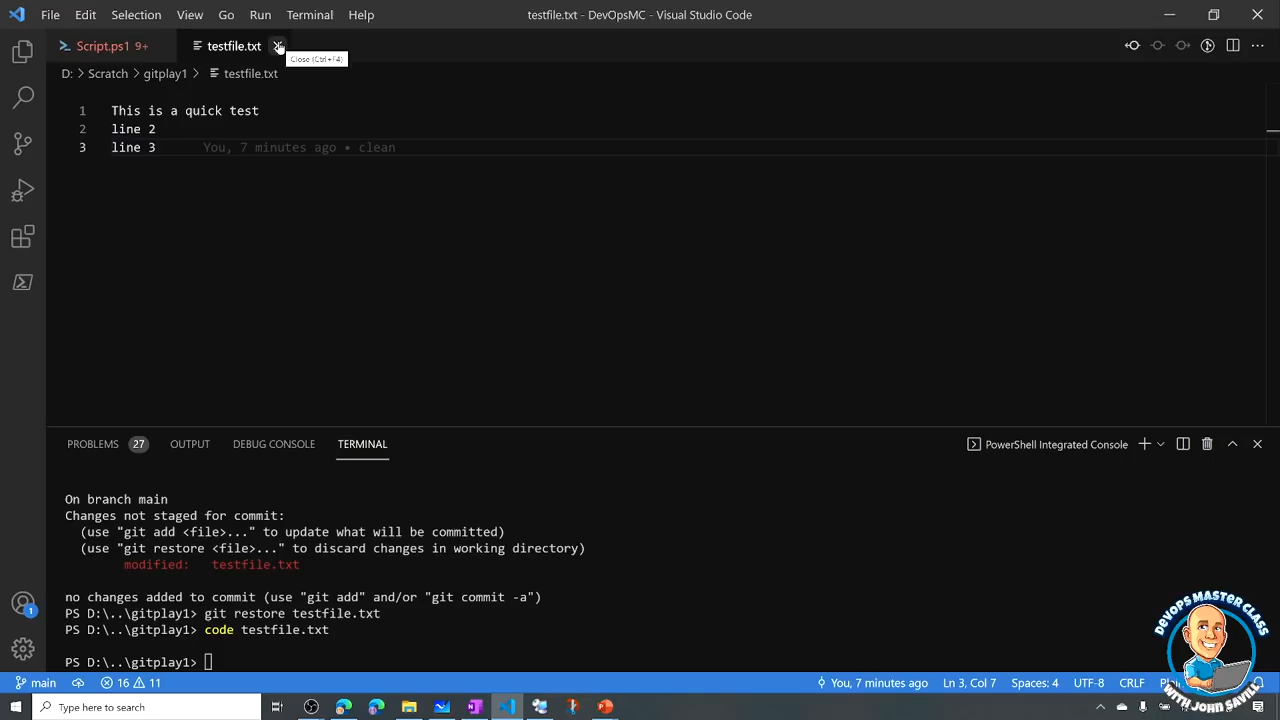 File Edit Selection View Go Run Terminal Help testfile.txt - DevOpsMC - Visual Studio Code
Script.ps1 9+ testfile.txt
Close (Ctrl+F4)
D: > Scratch > gitplay1 > testfile.txt
1 This is a quick test
2 line 2
3 line 3 You, 7 minutes ago • clean
PROBLEMS 27 OUTPUT DEBUG CONSOLE TERMINAL PowerShell Integrated Console
On branch main
Changes not staged for commit:
(use "git add <file>..." to update what will be committed)
(use "git restore <file>..." to discard changes in working directory)
modified: testfile.txt
no changes added to commit (use "git add" and/or "git commit -a")
PS D:\..\gitplay1> git restore testfile.txt
PS D:\..\gitplay1> code testfile.txt
PS D:\..\gitplay1>
1
DEVOPS MASTER CLASS
WITH JOHN
main 16 11 You, 7 minutes ago Ln 3, Col 7 Spaces: 4 UTF-8 CRLF
Type here to search